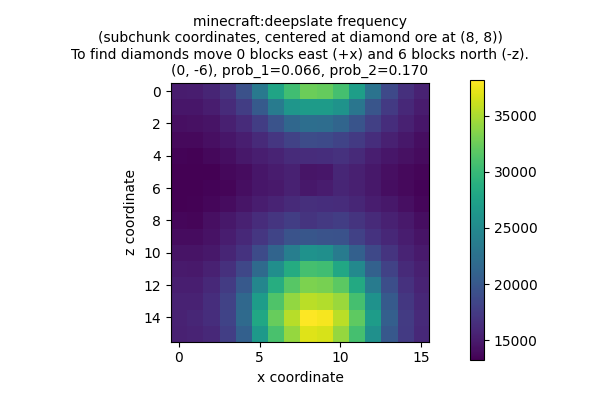 minecraft:deepslate frequency
(subchunk coordinates, centered at diamond ore at (8, 8))
To find diamonds move 0 blocks east (+x) and 6 blocks north (-z).
(0, -6), prob_1=0.066, prob_2=0.170
0
2
4
6
8
10
12
14
z coordinate
0 5 10 15
x coordinate
35000
30000
25000
20000
15000